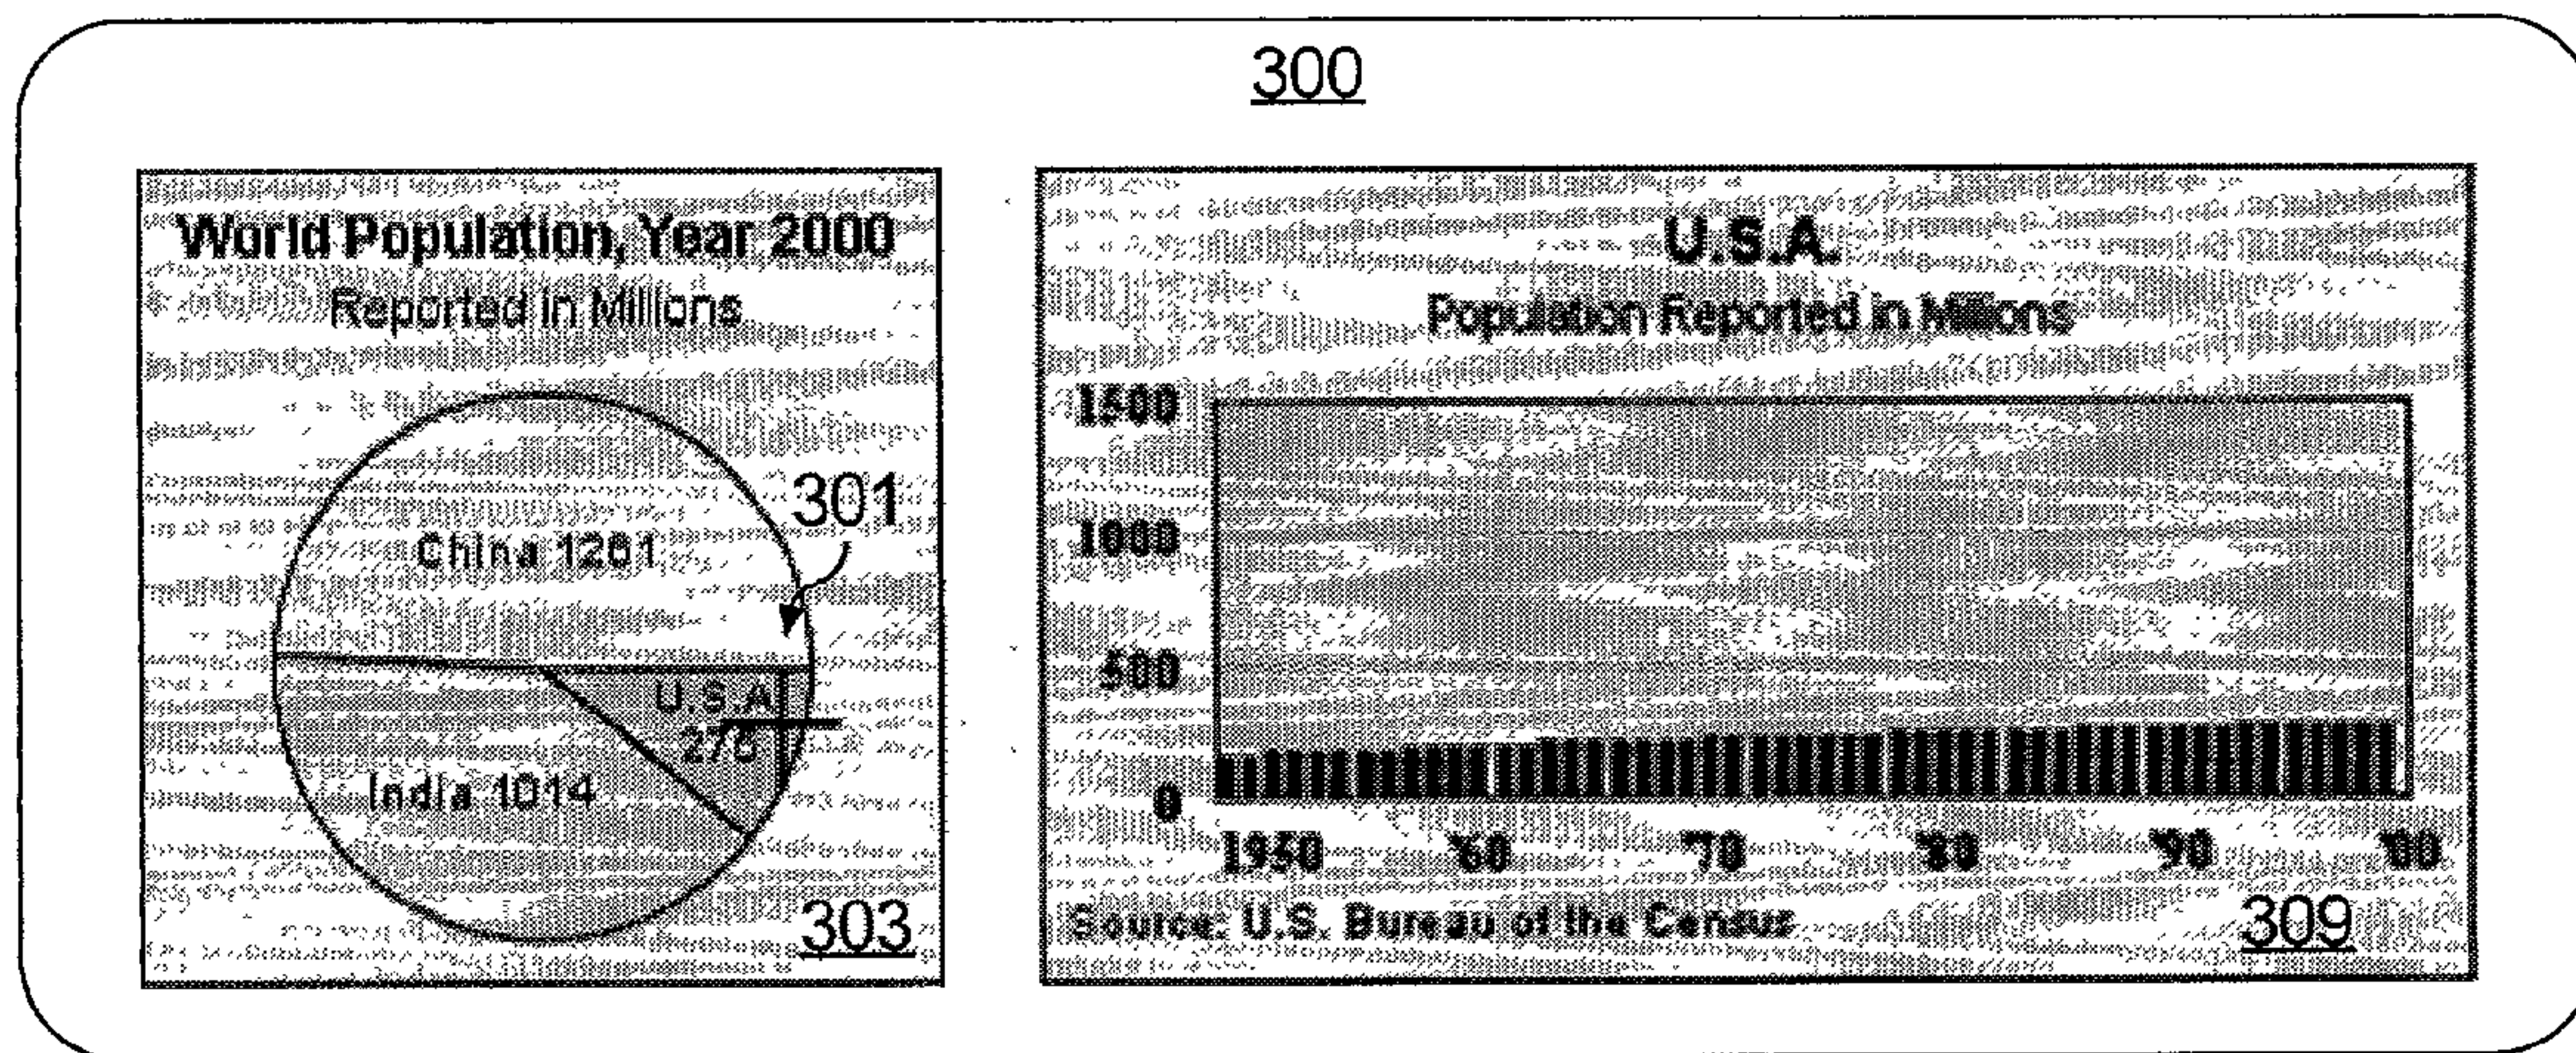 300
World Population, Year 2000
Reported in Millions
301
China 1261
U.S.A
275
India 1014
303
U.S.A.
Population Reported in Millions
1500
1000
500
0
1950 '60 '70 '80 '90 '00
Source: U.S. Bureau of the Census
309